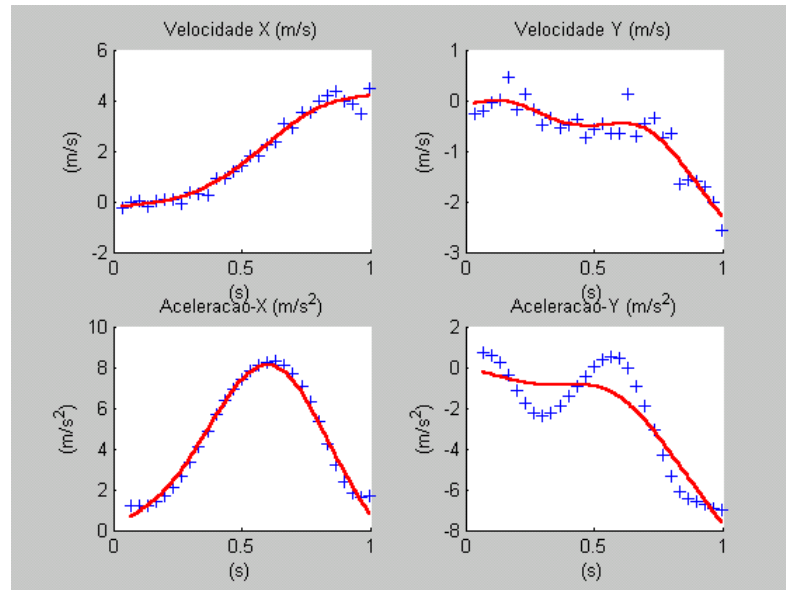 Velocidade X (m/s)
6
4
2
0
-2
(m/s)
0
0.5
1
(s)
Velocidade Y (m/s)
1
0
-1
-2
-3
(m/s)
0
0.5
1
(s)
Aceleracão-X (m/s²)
10
8
6
4
2
0
(m/s²)
0
0.5
1
(s)
Aceleracão-Y (m/s²)
2
0
-2
-4
-6
-8
(m/s²)
0
0.5
1
(s)